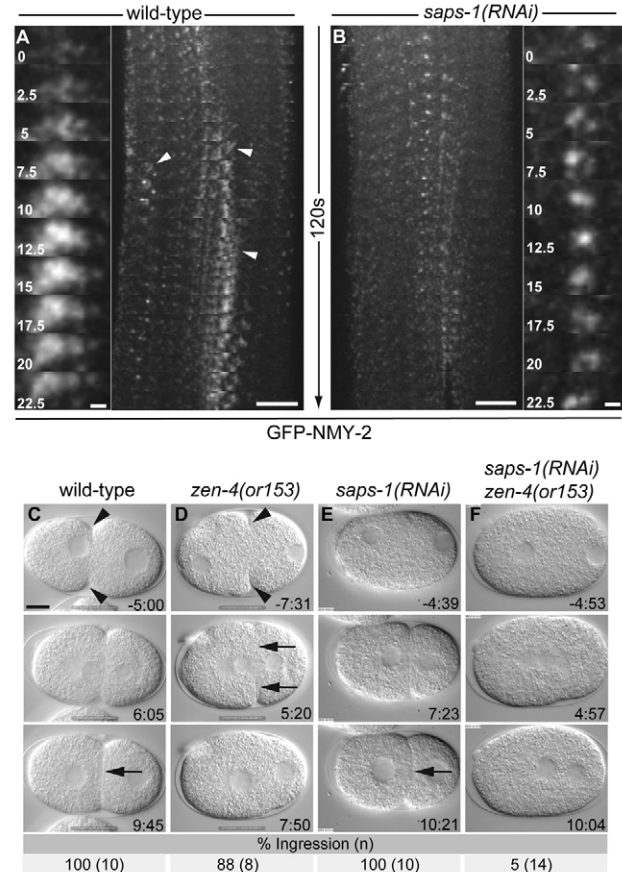 wild-type
saps-1(RNAi)
A
B
0
2.5
5
7.5
10
12.5
15
17.5
20
22.5
120s
0
2.5
5
7.5
10
12.5
15
17.5
20
22.5
GFP-NMY-2
wild-type
zen-4(or153)
saps-1(RNAi)
saps-1(RNAi)
zen-4(or153)
C
D
E
F
-5:00
-7:31
-4:39
-4:53
6:05
5:20
7:23
4:57
9:45
7:50
10:21
10:04
% Ingression (n)
100 (10)
88 (8)
100 (10)
5 (14)